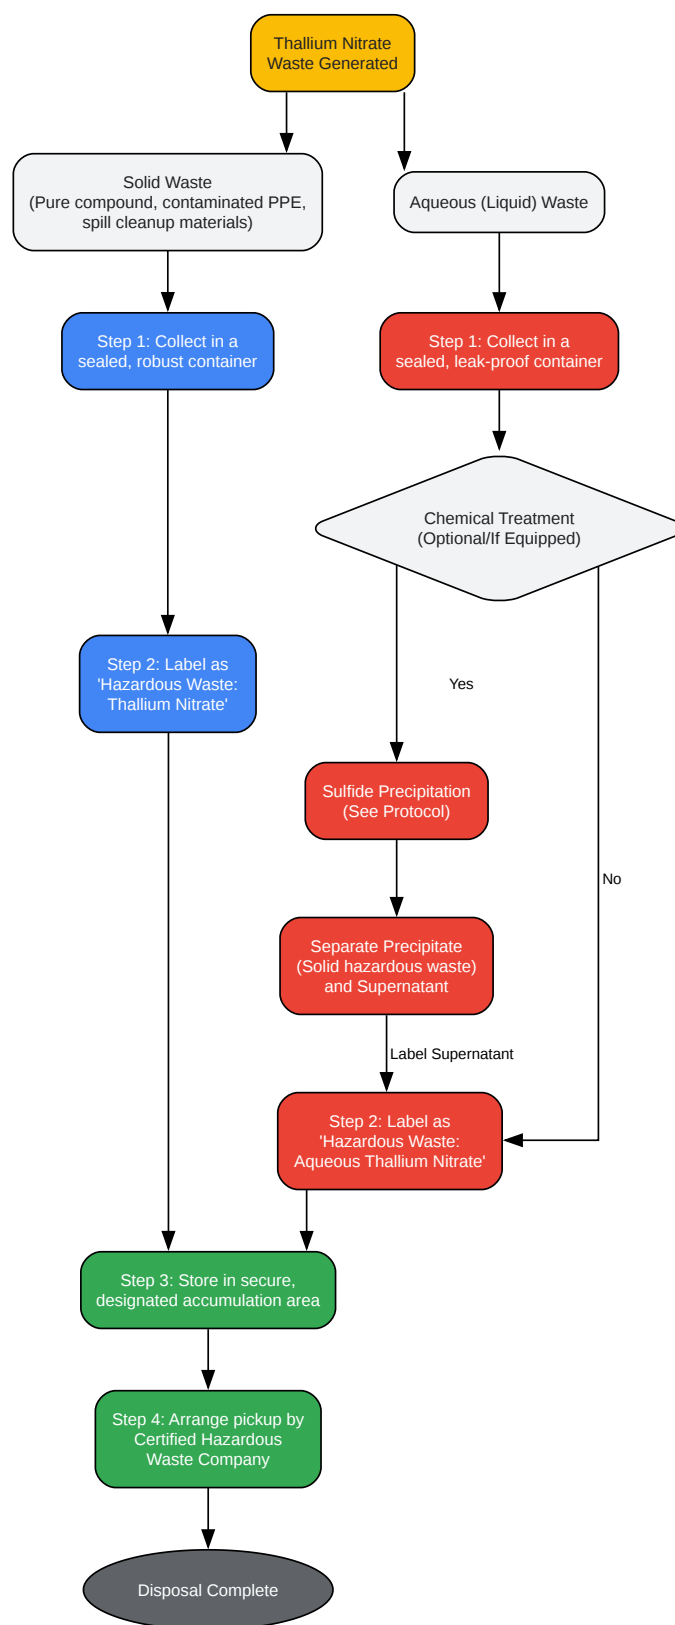 Thallium Nitrate
Waste Generated
Solid Waste
(Pure compound, contaminated PPE,
spill cleanup materials)
Aqueous (Liquid) Waste
Step 1: Collect in a
sealed, robust container
Step 1: Collect in a
sealed, leak-proof container
Chemical Treatment
(Optional/If Equipped)
Step 2: Label as
'Hazardous Waste:
Thallium Nitrate'
Yes
Sulfide Precipitation
(See Protocol)
No
Separate Precipitate
(Solid hazardous waste)
and Supernatant
Label Supernatant
Step 2: Label as
'Hazardous Waste:
Aqueous Thallium Nitrate'
Step 3: Store in secure,
designated accumulation area
Step 4: Arrange pickup by
Certified Hazardous
Waste Company
Disposal Complete